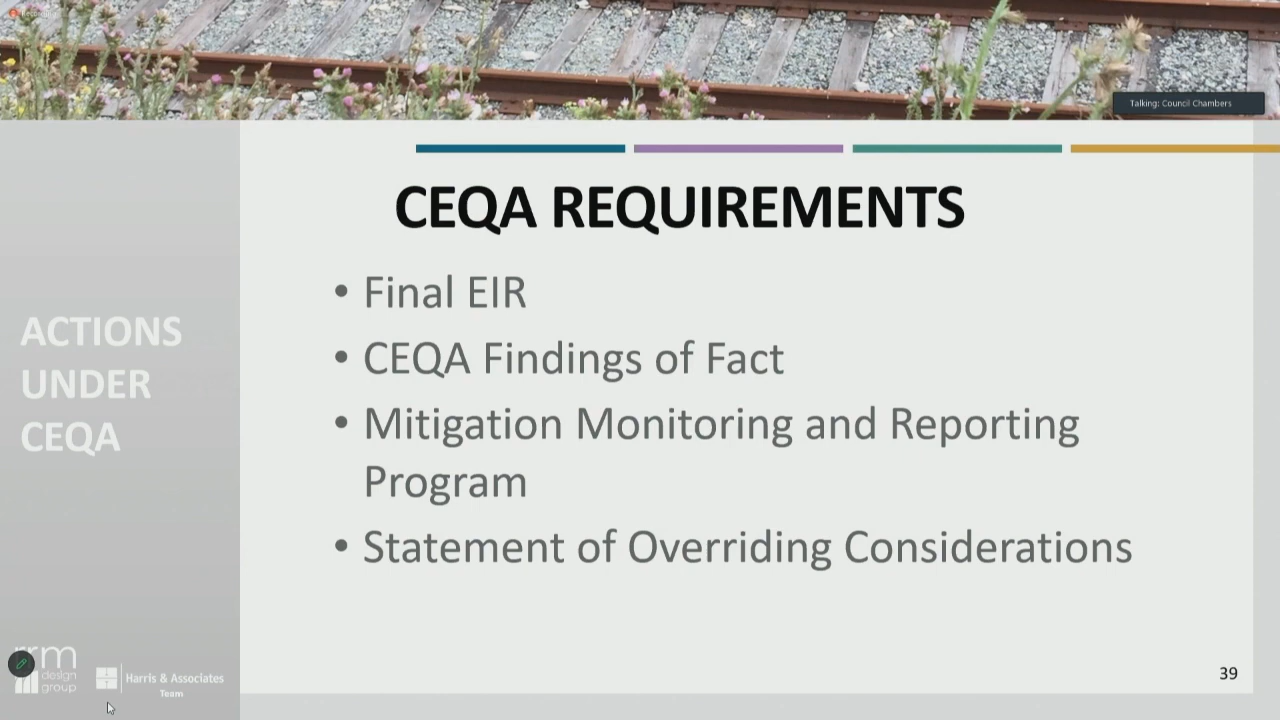 Recording
Talking: Council Chambers
CEQA REQUIREMENTS
• Final EIR
• CEQA Findings of Fact
• Mitigation Monitoring and Reporting
Program
• Statement of Overriding Considerations
ACTIONS
UNDER
CEQA
rrm
design
group
Harris & Associates
Team
39